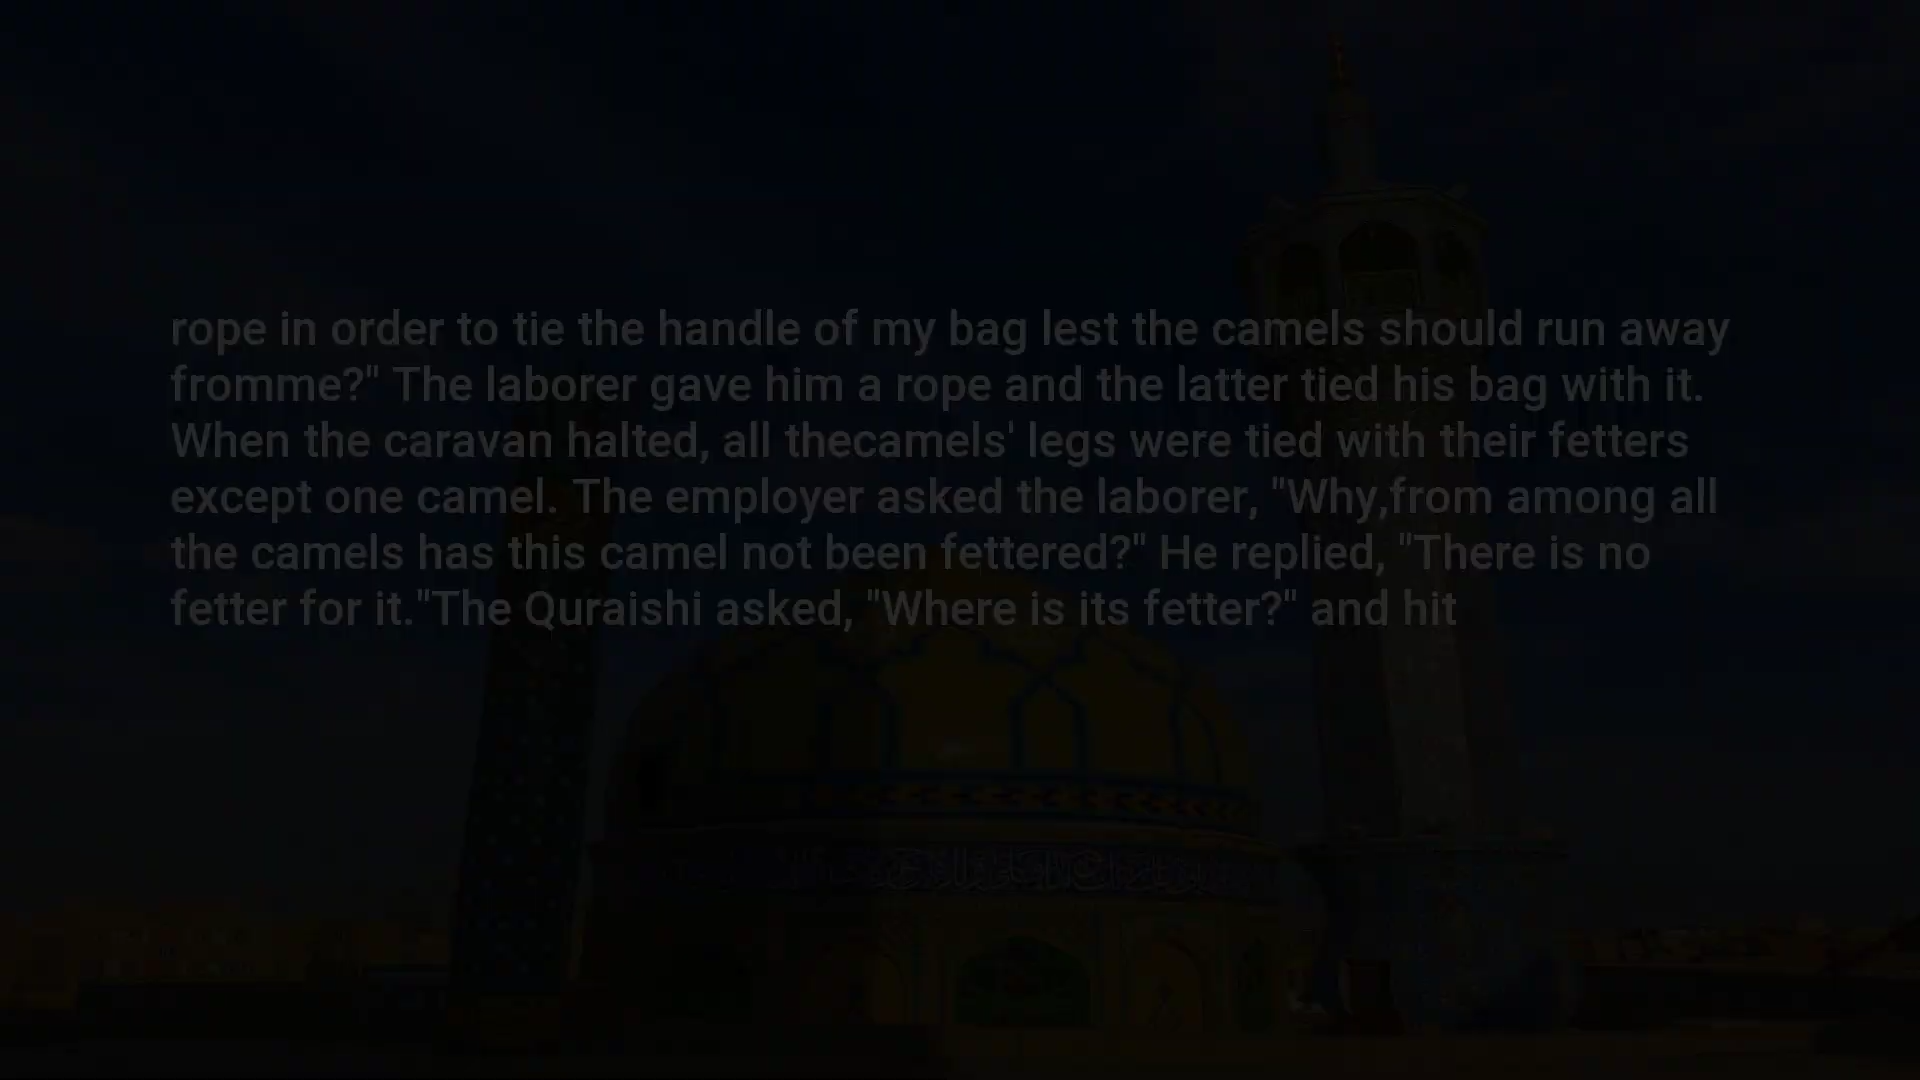 rope in order to tie the handle of my bag lest the camels should run away
fromme?" The laborer gave him a rope and the latter tied his bag with it.
When the caravan halted, all thecamels' legs were tied with their fetters
except one camel. The employer asked the laborer, "Why,from among all
the camels has this camel not been fettered?" He replied, "There is no
fetter for it."The Quraishi asked, "Where is its fetter?" and hit